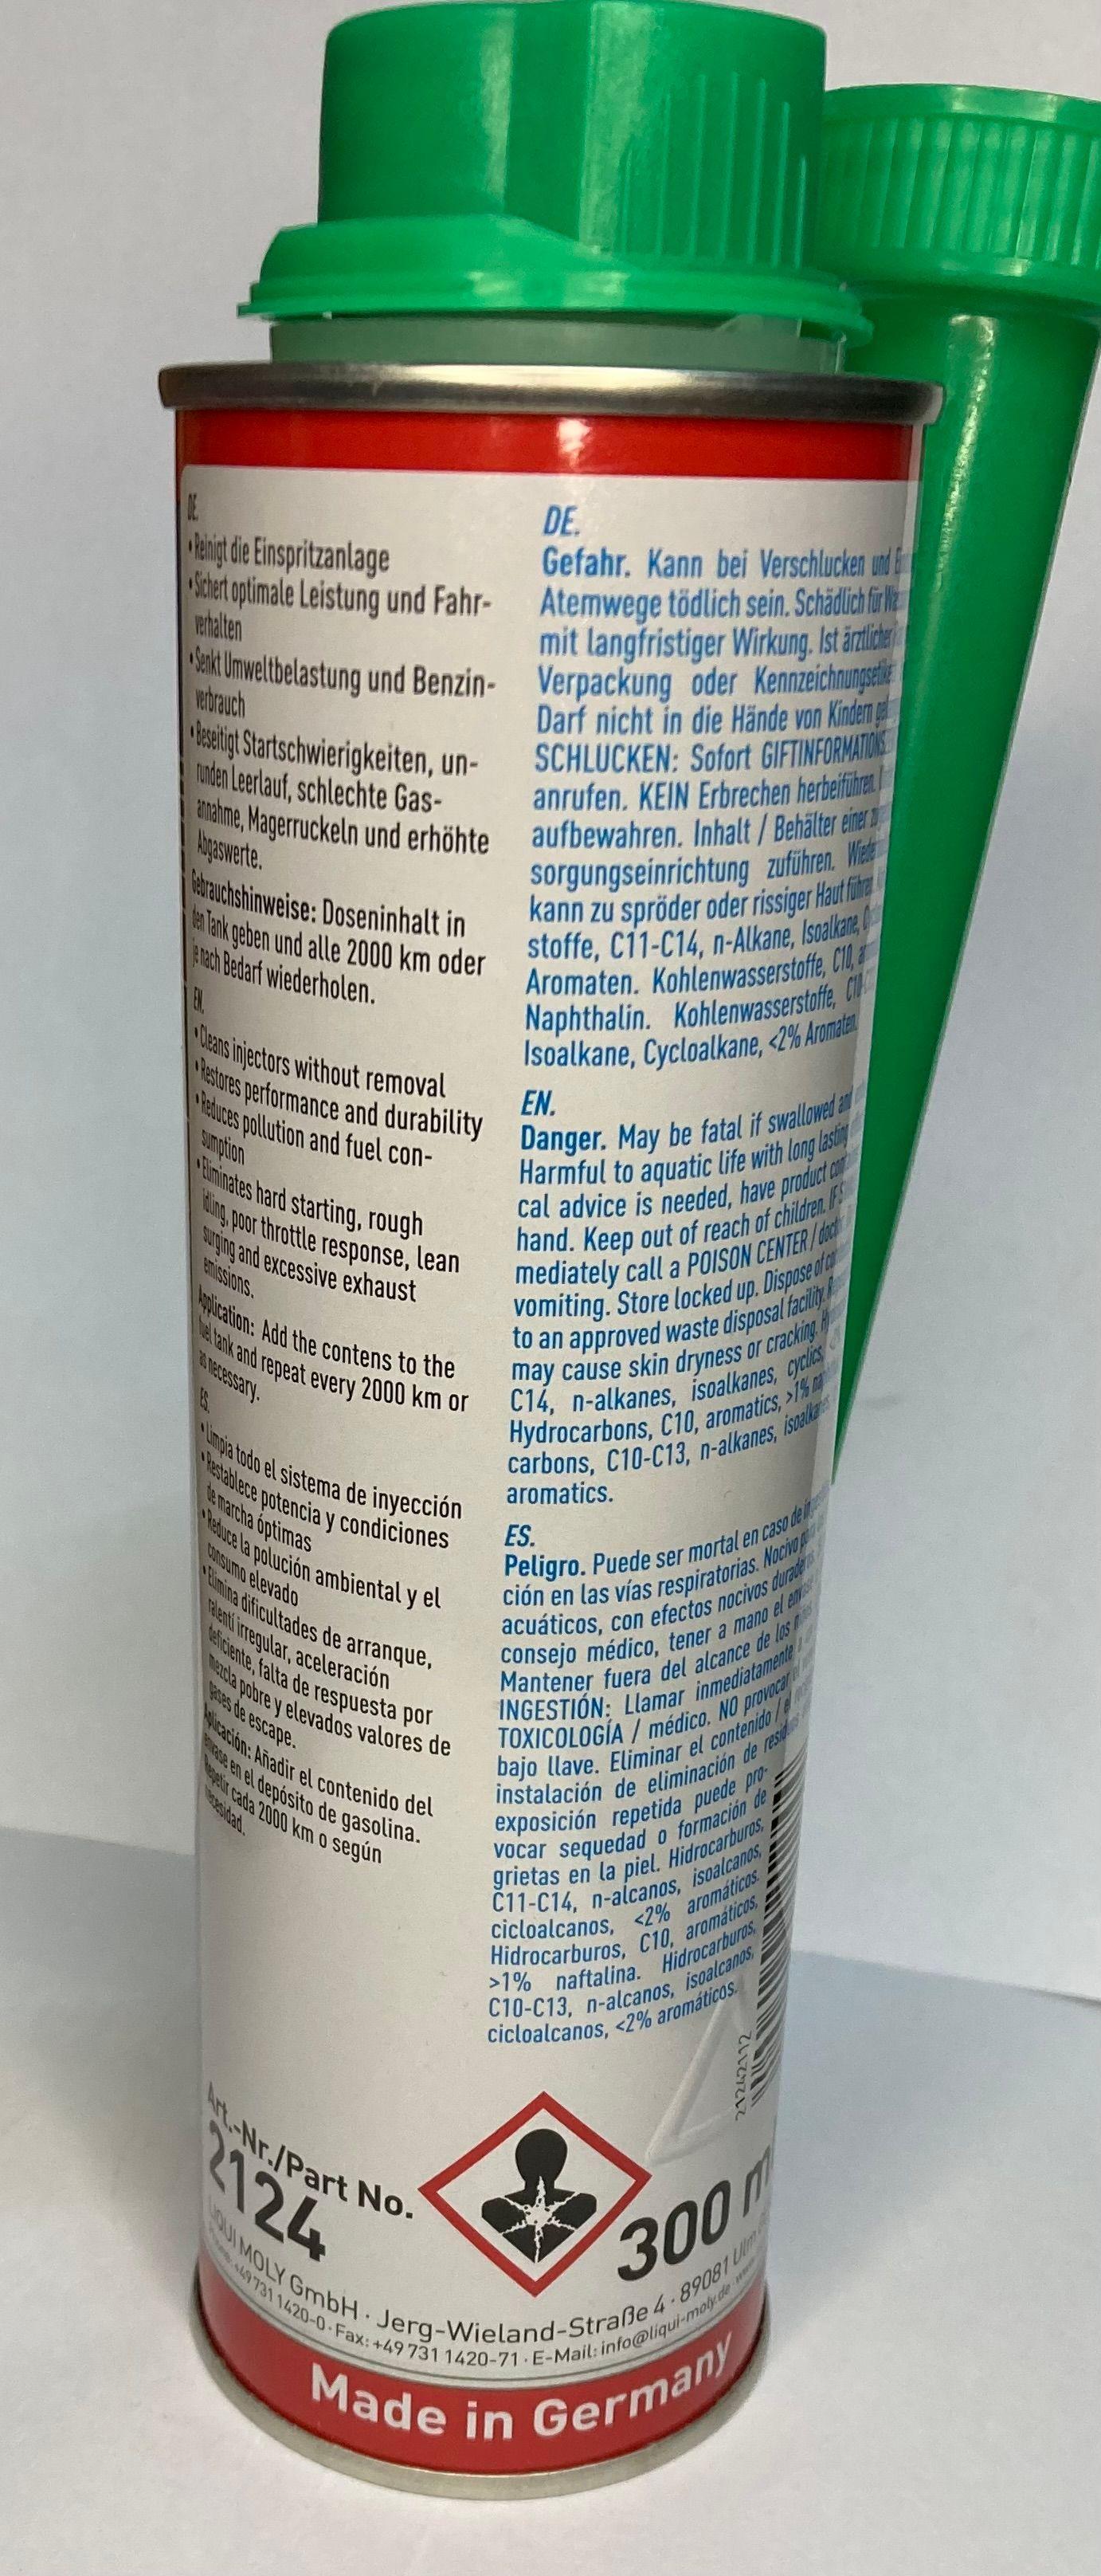 DE.
• Reinigt die Einspritzanlage
• Sichert optimale Leistung und Fahr-
verhalten
• Senkt Umweltbelastung und Benzin-
verbrauch
• Beseitigt Startschwierigkeiten, un-
runden Leerlauf, schlechte Gas-
annahme, Magerruckeln und erhöhte
Abgaswerte.
Gebrauchshinweise: Doseninhalt in
den Tank geben und alle 2000 km oder
je nach Bedarf wiederholen.
EN.
• Cleans injectors without removal
• Restores performance and durability
• Reduces pollution and fuel con-
sumption
• Eliminates hard starting, rough
idling, poor throttle response, lean
surging and excessive exhaust
emissions.
Application: Add the contens to the
fuel tank and repeat every 2000 km or
as necessary.
ES.
• Limpia todo el sistema de inyección
• Restablece potencia y condiciones
de marcha óptimas
• Reduce la polución ambiental y el
consumo elevado
• Elimina dificultades de arranque,
ralentí irregular, aceleración
deficiente, falta de respuesta por
mezcla pobre y elevados valores de
gases de escape.
Aplicación: Añadir el contenido del
envase en el depósito de gasolina.
Repetir cada 2000 km o según
necesidad.
DE.
Gefahr. Kann bei Verschlucken und
Atemwege tödlich sein. Schädlich für
mit langfristiger Wirkung. Ist ärztlicher
Verpackung oder
Darf nicht in die Hände von Kindern
SCHLUCKEN: Sofort
anrufen. KEIN Erbrechen herbeiführen.
aufbewahren. Inhalt / Behälter einer
sorgungseinrichtung zuführen.
kann zu spröder oder rissiger Haut
stoffe, C11-C14, n-Alkane, Isoalkane,
Aromaten. Kohlenwasserstoffe, C10,
Naphthalin. Kohlenwasserstoffe,
Isoalkane, Cycloalkane, <2% Aromaten.
EN.
Danger. May be fatal if swallowed and
Harmful to aquatic life with long lasting
cal advice is needed, have product
hand. Keep out of reach of children. IF
mediately call a POISON CENTER /
vomiting. Store locked up. Dispose of
to an approved waste disposal facility.
may cause skin dryness or cracking.
C14, n-alkanes, isoalkanes, cyclics,
Hydrocarbons, C10, aromatics, >1%
carbons, C10-C13, n-alkanes,
aromatics.
ES.
Peligro. Puede ser mortal en caso de
ción en las vías respiratorias. Nocivo
acuáticos, con efectos nocivos
consejo médico, tener a mano el
Mantener fuera del alcance de los
INGESTIÓN: Llamar inmediatamente
TOXICOLOGÍA / médico. NO provocar
bajo llave. Eliminar el contenido /
instalación de eliminación de
exposición repetida puede pro-
vocar sequedad o formación de
grietas en la piel. Hidrocarburos,
C11-C14, n-alcanos, isoalcanos,
cicloalcanos, <2% aromáticos.
Hidrocarburos, C10, aromáticos,
>1% naftalina. Hidrocarburos,
C10-C13, n-alcanos, isoalcanos,
cicloalcanos, <2% aromáticos.
21242112
Art.-Nr./Part No.
2124
300
LIQUI MOLY GmbH · Jerg-Wieland-Straße 4 · 89081 Ulm
Phone: +49 731 1420-0 · Fax: +49 731 1420-71 · E-Mail: info@liqui-moly.de
Made in Germany